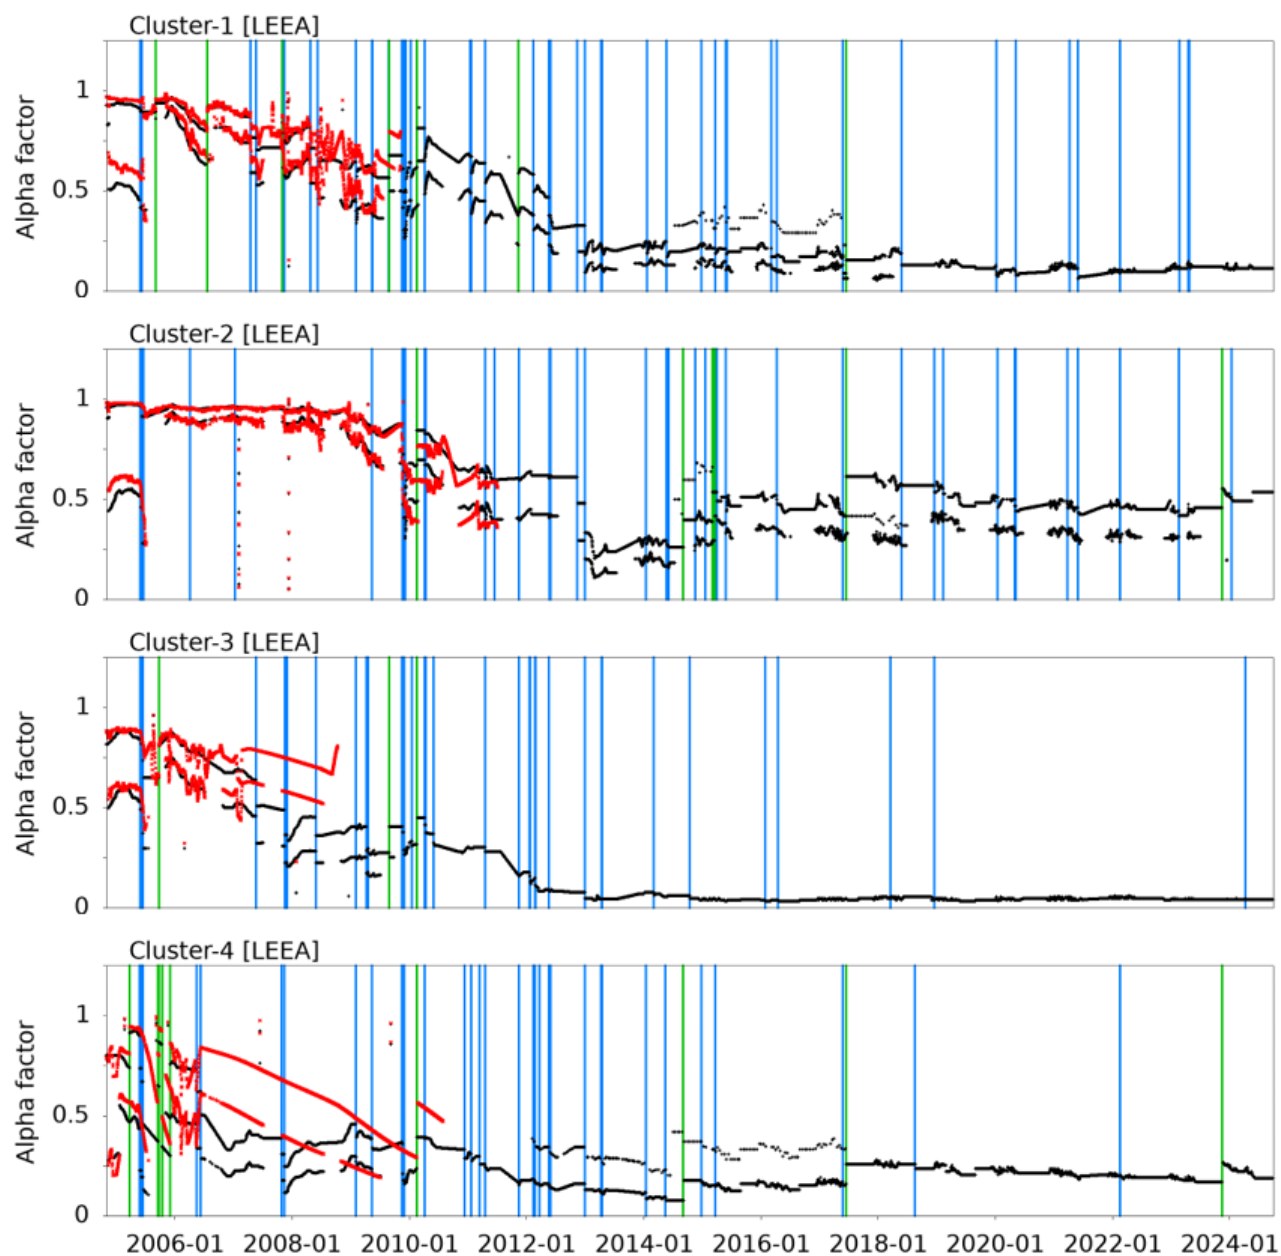 Cluster-1 [LEEA]
Alpha factor
1
0.5
0
Cluster-2 [LEEA]
Alpha factor
1
0.5
0
Cluster-3 [LEEA]
Alpha factor
1
0.5
0
Cluster-4 [LEEA]
Alpha factor
1
0.5
0
2006-01 2008-01 2010-01 2012-01 2014-01 2016-01 2018-01 2020-01 2022-01 2024-01